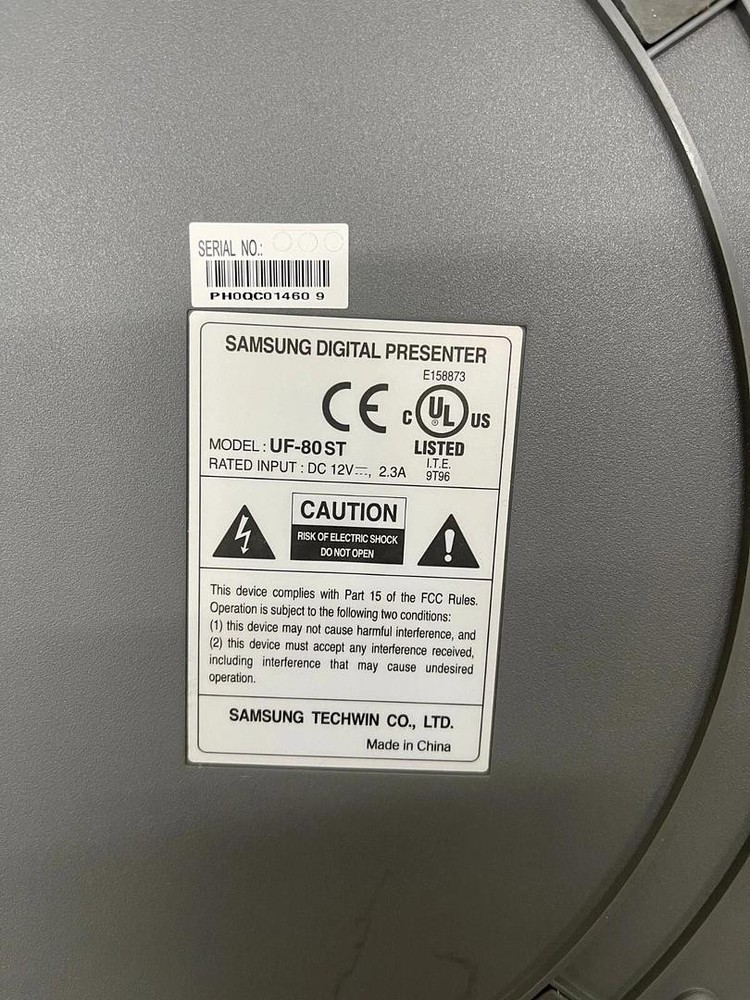 SERIAL NO.:
PH0QC01460 9
SAMSUNG DIGITAL PRESENTER
E158873
CE
C UL US
LISTED
MODEL : UF-80ST
I.T.E.
RATED INPUT : DC 12V⎓, 2.3A
9T96
CAUTION
RISK OF ELECTRIC SHOCK
DO NOT OPEN
This device complies with Part 15 of the FCC Rules.
Operation is subject to the following two conditions:
(1) this device may not cause harmful interference, and
(2) this device must accept any interference received,
including interference that may cause undesired
operation.
SAMSUNG TECHWIN CO., LTD.
Made in China